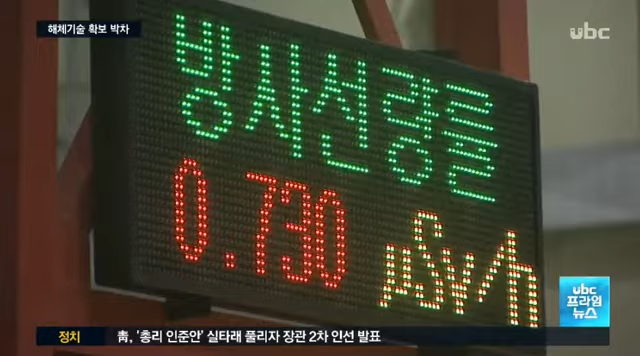 해체기술 확보 박차
ubc
방사선량률
0.730
μSv/h
ubc
프라임
뉴스
정치 靑, '총리 인준안' 실타래 풀리자 장관 2차 인선 발표